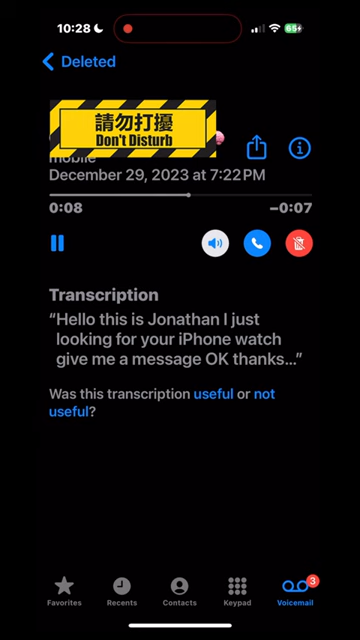 10:28
65
Deleted
請勿打擾
Don't Disturb
mobile
December 29, 2023 at 7:22 PM
0:08
−0:07
Transcription
“Hello this is Jonathan I just
looking for your iPhone watch
give me a message OK thanks...”
Was this transcription useful or not
useful?
3
Favorites
Recents
Contacts
Keypad
Voicemail